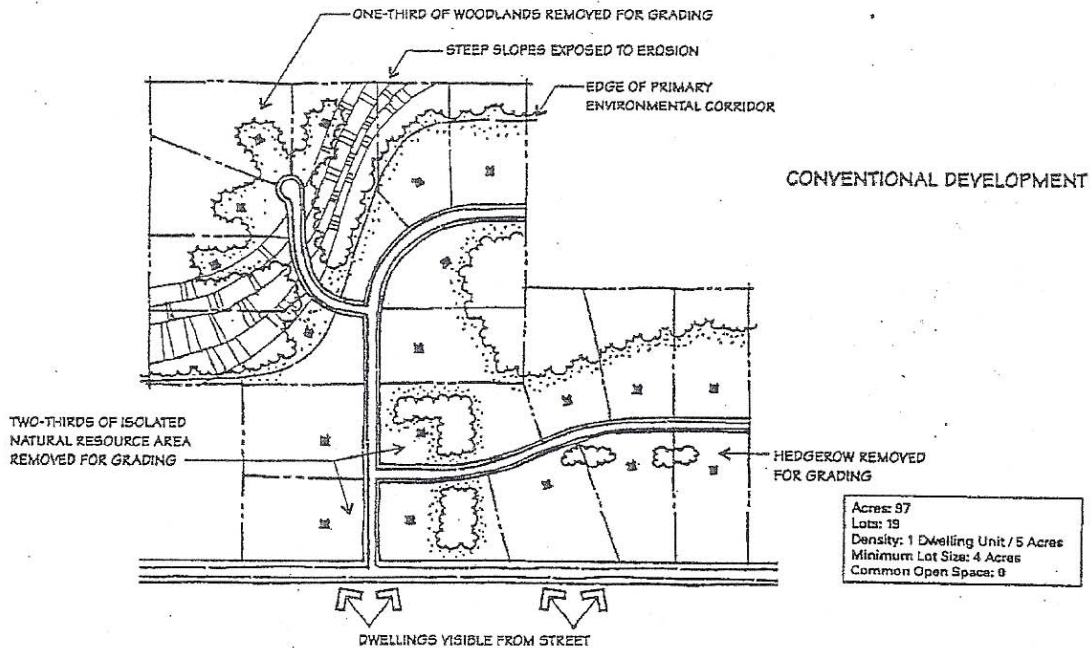 ONE-THIRD OF WOODLANDS REMOVED FOR GRADING
STEEP SLOPES EXPOSED TO EROSION
EDGE OF PRIMARY
ENVIRONMENTAL CORRIDOR
CONVENTIONAL DEVELOPMENT
TWO-THIRDS OF ISOLATED
NATURAL RESOURCE AREA
REMOVED FOR GRADING
HEDGEROW REMOVED
FOR GRADING
Acres: 97
Lots: 19
Density: 1 Dwelling Unit / 5 Acres
Minimum Lot Size: 4 Acres
Common Open Space: 0
DWELLINGS VISIBLE FROM STREET